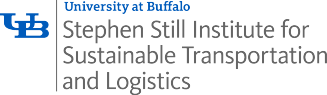 UB
University at Buffalo
Stephen Still Institute for
Sustainable Transportation
and Logistics